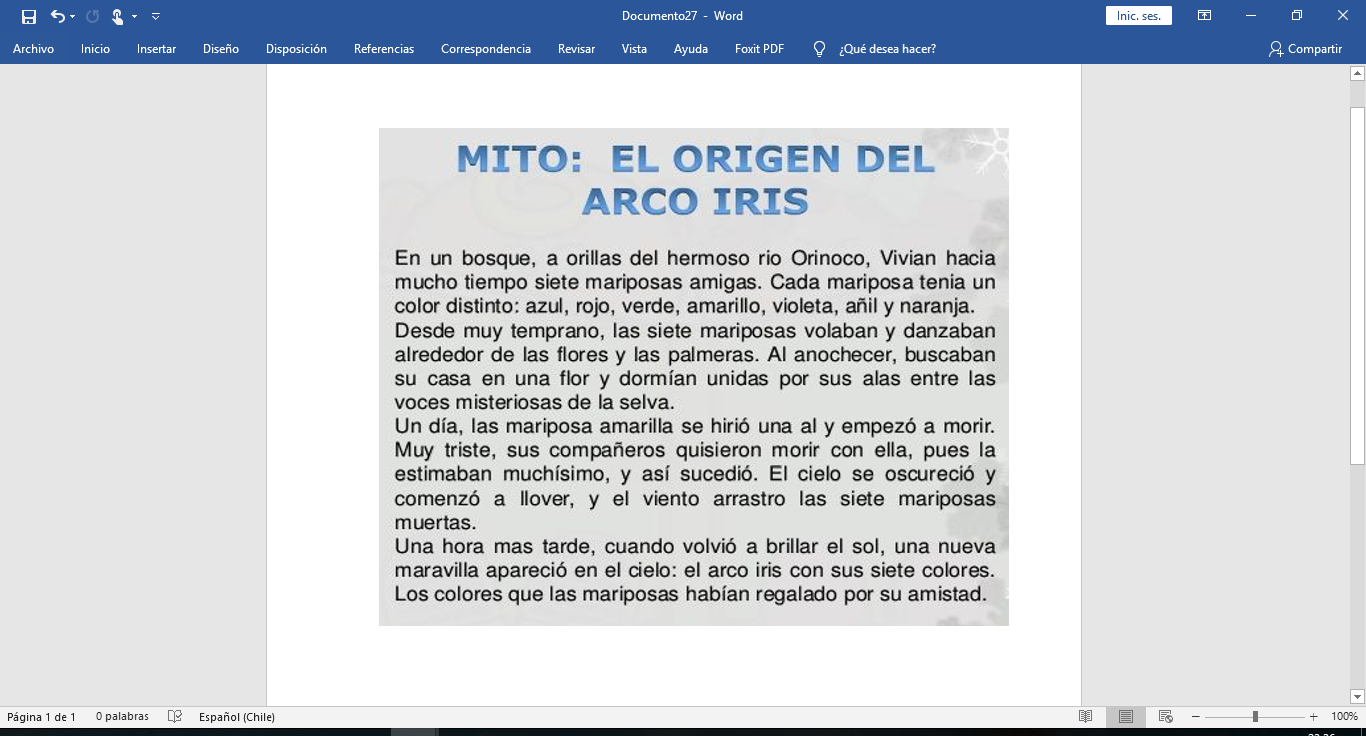 Documento27 - Word
Inic. ses.
Archivo Inicio Insertar Diseño Disposición Referencias Correspondencia Revisar Vista Ayuda Foxit PDF ¿Qué desea hacer? Compartir
MITO: EL ORIGEN DEL
ARCO IRIS
En un bosque, a orillas del hermoso rio Orinoco, Vivian hacia
mucho tiempo siete mariposas amigas. Cada mariposa tenia un
color distinto: azul, rojo, verde, amarillo, violeta, añil y naranja.
Desde muy temprano, las siete mariposas volaban y danzaban
alrededor de las flores y las palmeras. Al anochecer, buscaban
su casa en una flor y dormían unidas por sus alas entre las
voces misteriosas de la selva.
Un día, las mariposa amarilla se hirió una al y empezó a morir.
Muy triste, sus compañeros quisieron morir con ella, pues la
estimaban muchísimo, y así sucedió. El cielo se oscureció y
comenzó a llover, y el viento arrastro las siete mariposas
muertas.
Una hora mas tarde, cuando volvió a brillar el sol, una nueva
maravilla apareció en el cielo: el arco iris con sus siete colores.
Los colores que las mariposas habían regalado por su amistad.
Página 1 de 1 0 palabras Español (Chile) 100%